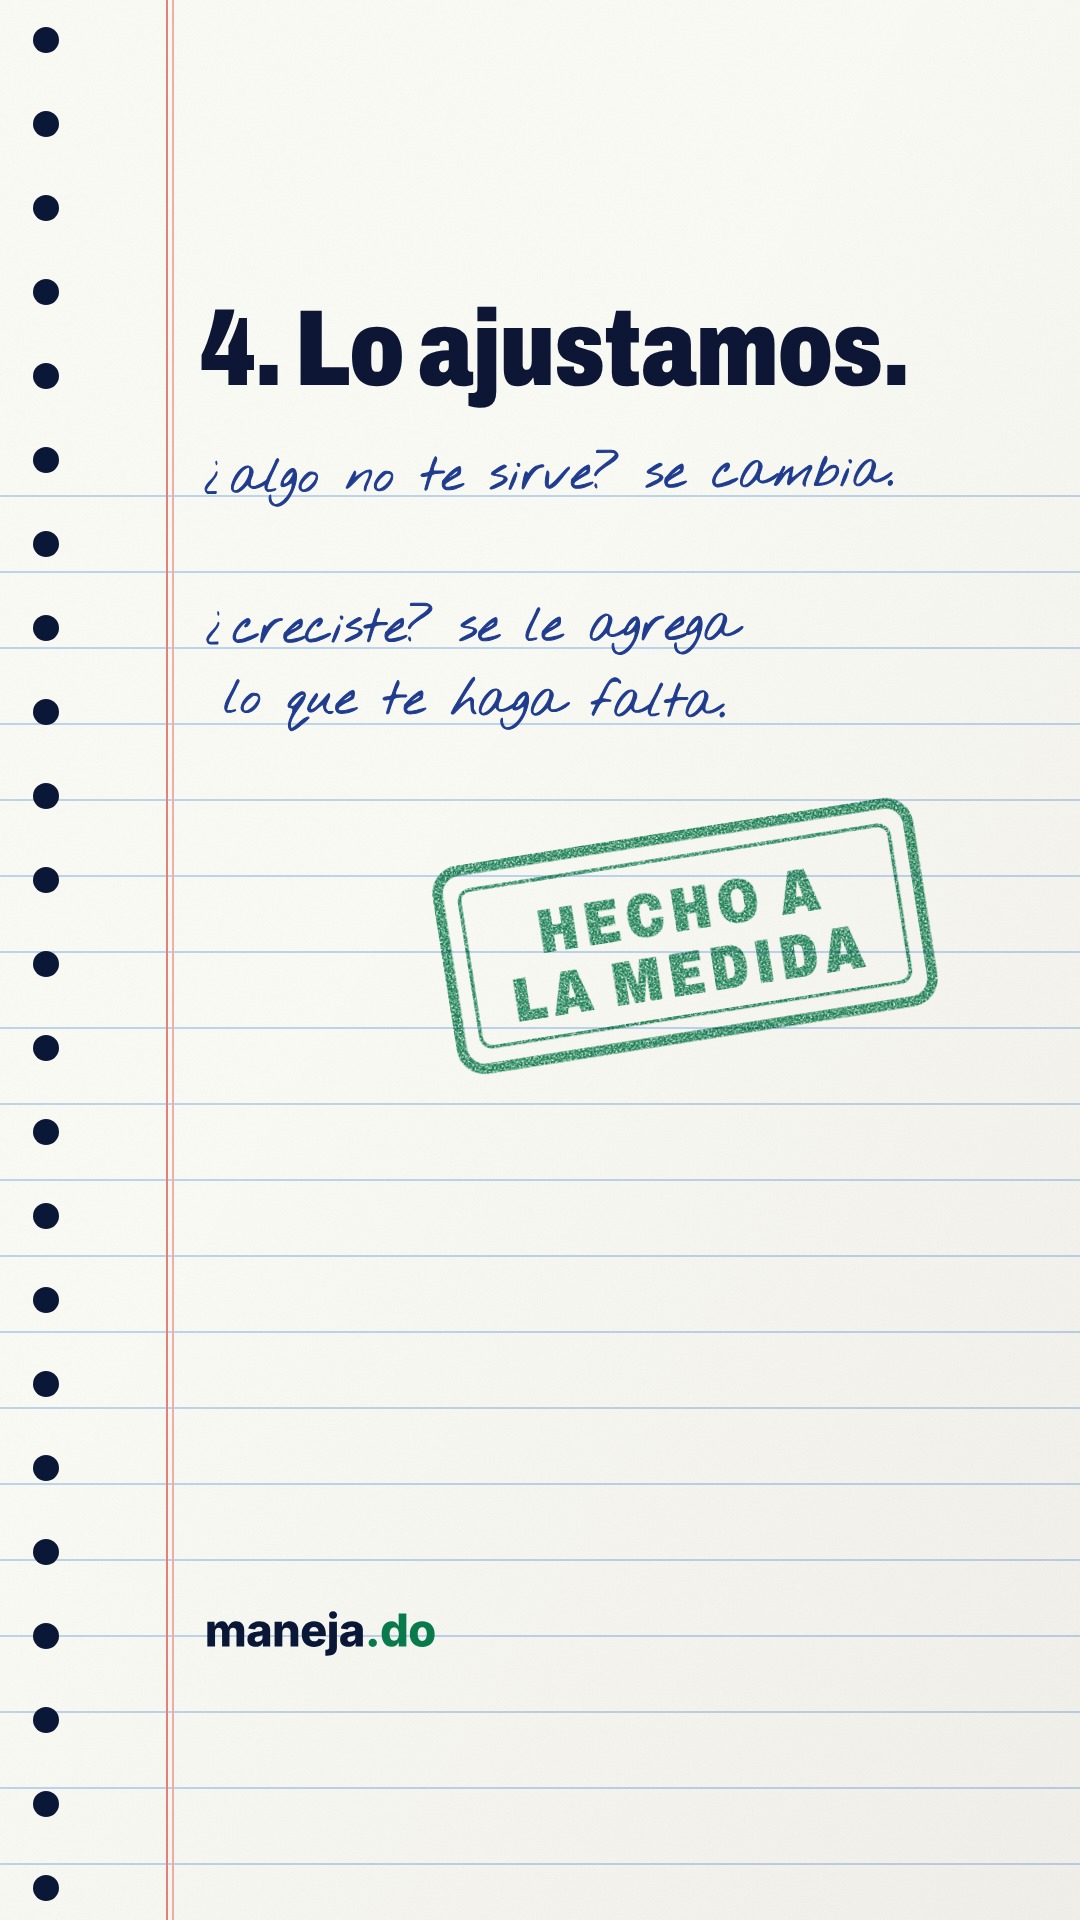 4. Lo ajustamos.
¿algo no te sirve? se cambia.
¿creciste? se le agrega
lo que te haga falta.
HECHO A
LA MEDIDA
maneja.do